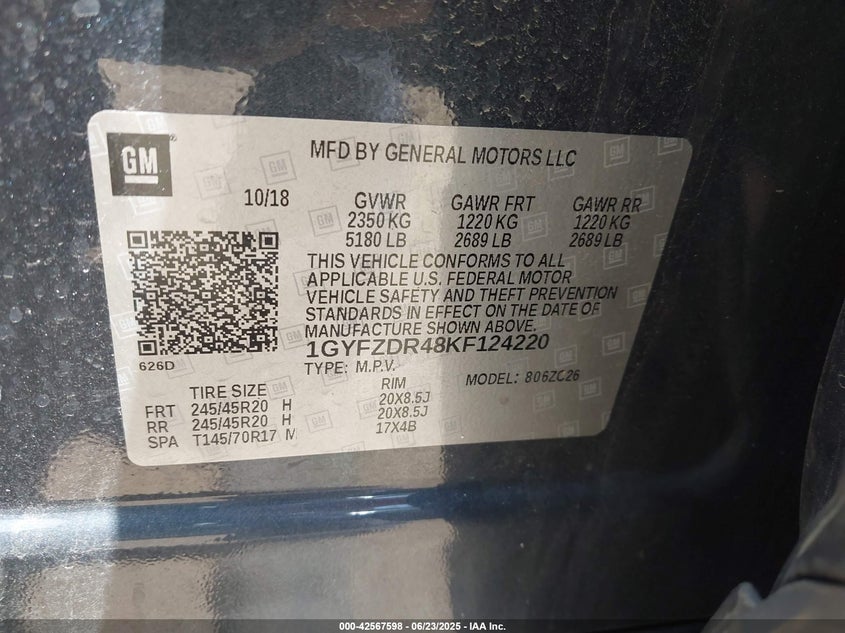 GM
MFD BY GENERAL MOTORS LLC
10/18 GVWR GAWR FRT GAWR RR
2350 KG 1220 KG 1220 KG
5180 LB 2689 LB 2689 LB
THIS VEHICLE CONFORMS TO ALL
APPLICABLE U.S. FEDERAL MOTOR
VEHICLE SAFETY AND THEFT PREVENTION
STANDARDS IN EFFECT ON THE DATE OF
MANUFACTURE SHOWN ABOVE.
1GYFZDR48KF124220
626D
TYPE: M.P.V. MODEL: 806ZC26
TIRE SIZE RIM
FRT 245/45R20 H 20X8.5J
RR 245/45R20 H 20X8.5J
SPA T145/70R17 M 17X4B
000-42567598 - 06/23/2025 - IAA Inc.